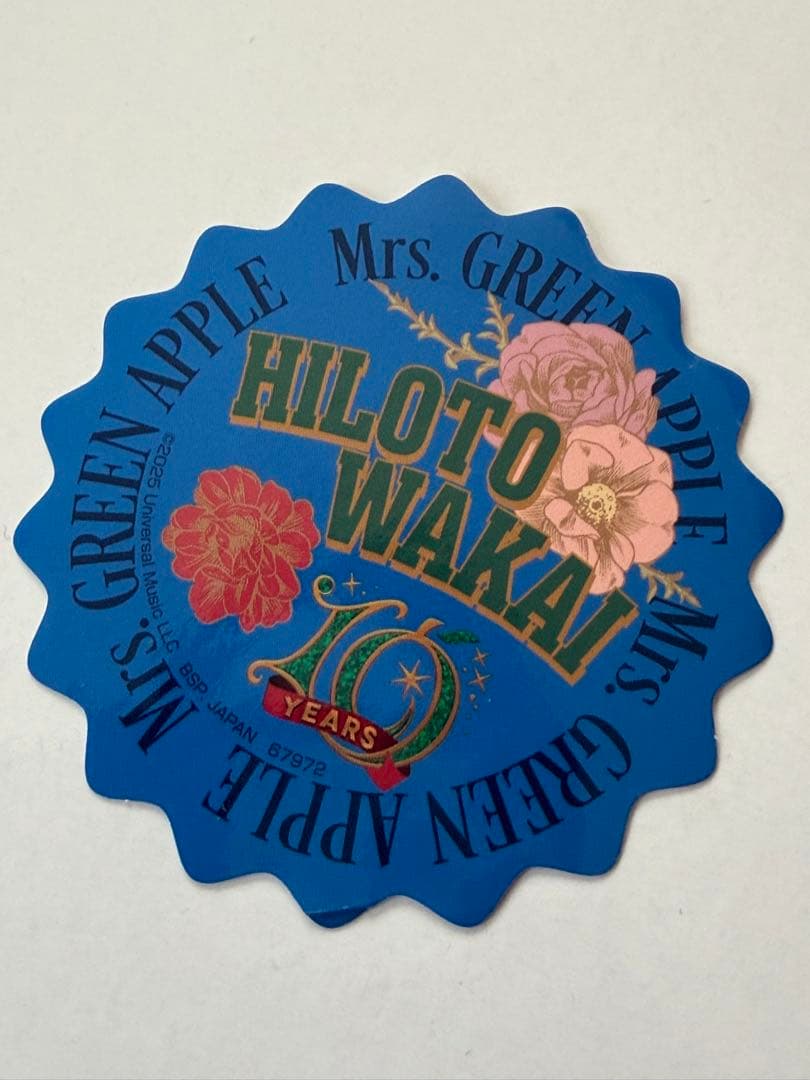 Mrs. GREEN APPLE
Mrs. GREEN APPLE
Mrs. GREEN APPLE
HILOTO
WAKAI
10
YEARS
©2025 Universal Music LLC BSP JAPAN 67972